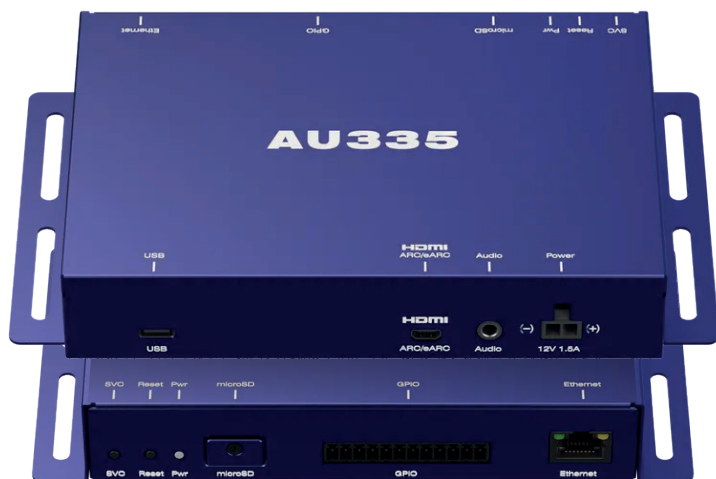 Ethernet GPIO microSD Pwr Reset SVC
AU335
USB HDMI ARC/eARC Audio Power
HDMI
USB ARC/eARC Audio (−) 12V 1.5A (+)
SVC Reset Pwr microSD GPIO Ethernet
SVC Reset Pwr microSD GPIO Ethernet